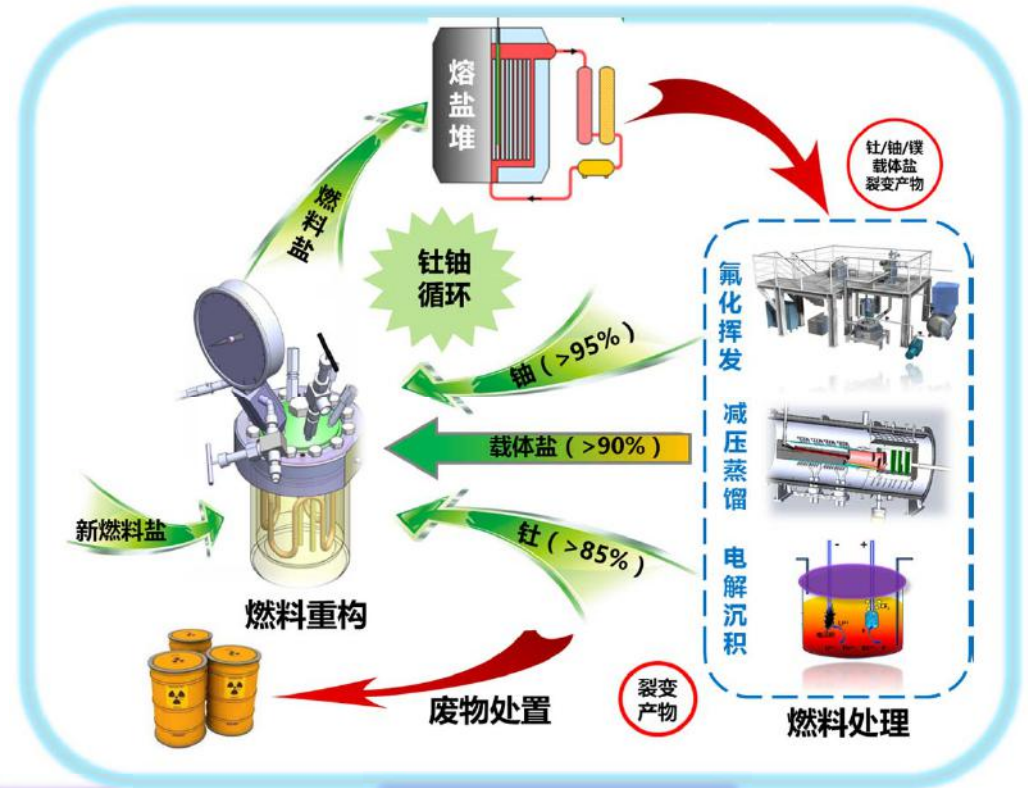 熔盐堆
钍/铀/镤
载体盐
裂变产物
燃料盐
钍铀
循环
氟化挥发
铀（>95%）
减压蒸馏
载体盐（>90%）
新燃料盐
钍（>85%）
电解沉积
- +
燃料重构
裂变
产物
废物处置
燃料处理